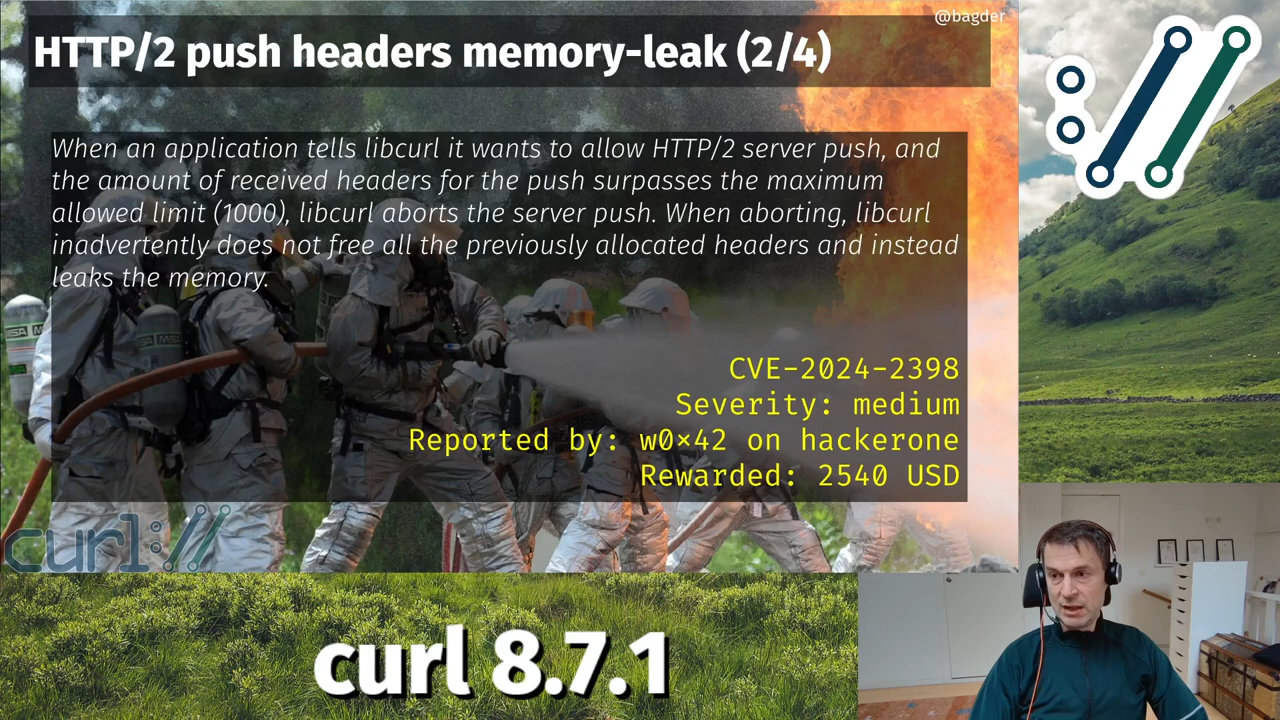 @bagder
HTTP/2 push headers memory-leak (2/4)
When an application tells libcurl it wants to allow HTTP/2 server push, and
the amount of received headers for the push surpasses the maximum
allowed limit (1000), libcurl aborts the server push. When aborting, libcurl
inadvertently does not free all the previously allocated headers and instead
leaks the memory.
MSA
MSA
CVE-2024-2398
Severity: medium
Reported by: w0×42 on hackerone
Rewarded: 2540 USD
curl://
curl 8.7.1